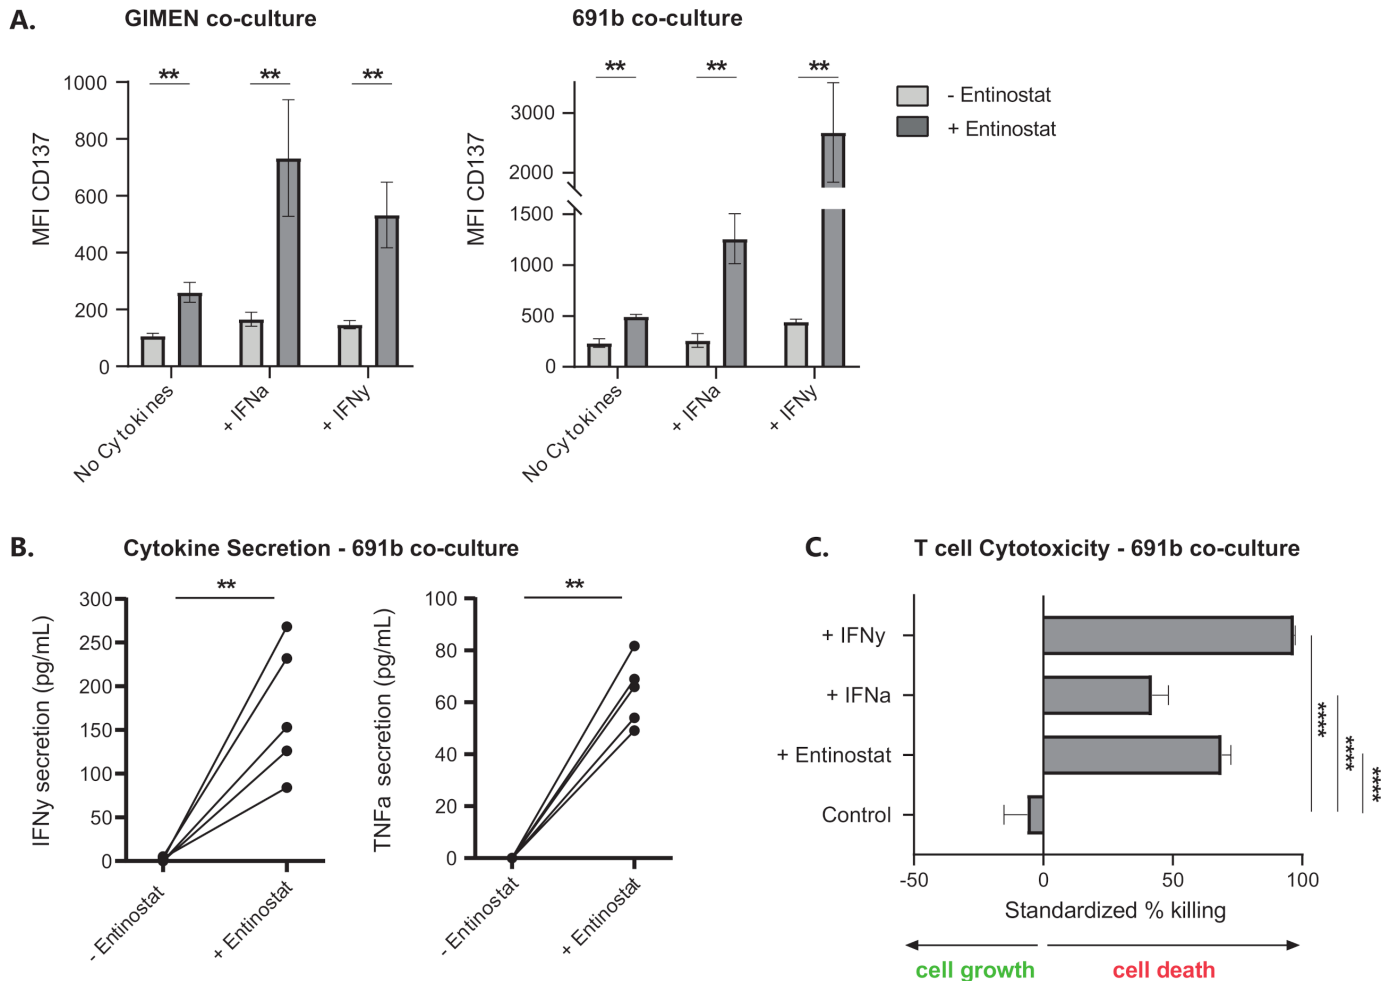 A.
GIMEN co-culture
691b co-culture
MFI CD137
1000
800
600
400
200
0
**
**
**
No Cytokines
+ IFNa
+ IFNy
MFI CD137
3000
2000
1500
1000
500
0
**
**
**
No Cytokines
+ IFNa
+ IFNy
- Entinostat
+ Entinostat
B.
Cytokine Secretion - 691b co-culture
IFNy secretion (pg/mL)
300
250
200
150
100
50
0
**
- Entinostat
+ Entinostat
TNFa secretion (pg/mL)
100
80
60
40
20
0
**
- Entinostat
+ Entinostat
C.
T cell Cytotoxicity - 691b co-culture
+ IFNy
+ IFNa
+ Entinostat
Control
****
****
****
-50
0
50
100
Standardized % killing
cell growth
cell death